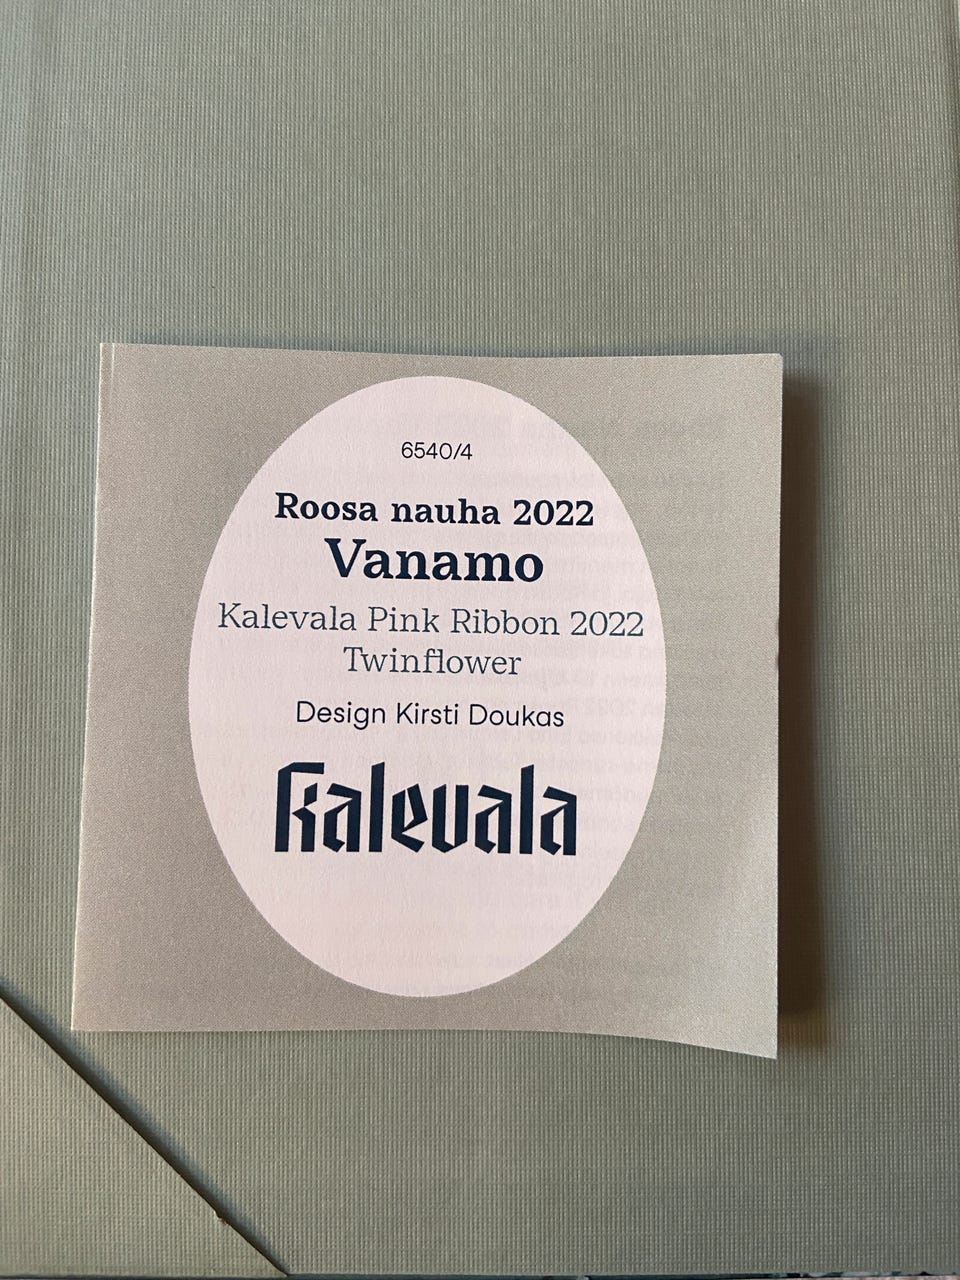 6540/4
Roosa nauha 2022
Vanamo
Kalevala Pink Ribbon 2022
Twinflower
Design Kirsti Doukas
Kalevala